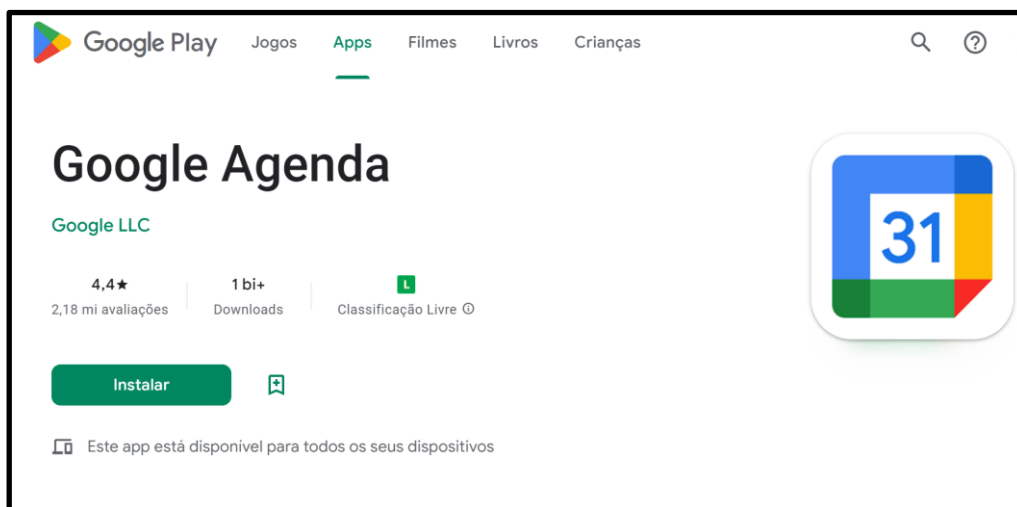 Google Play Jogos Apps Filmes Livros Crianças
Google Agenda
31
Google LLC
4,4★ 1 bi+ L
2,18 mi avaliações Downloads Classificação Livre
Instalar
Este app está disponível para todos os seus dispositivos